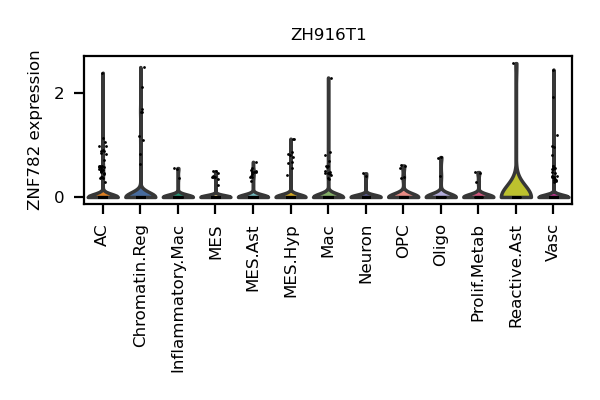 ZH916T1
ZNF782 expression
2
0
AC
Chromatin.Reg
Inflammatory.Mac
MES
MES.Ast
MES.Hyp
Mac
Neuron
OPC
Oligo
Prolif.Metab
Reactive.Ast
Vasc